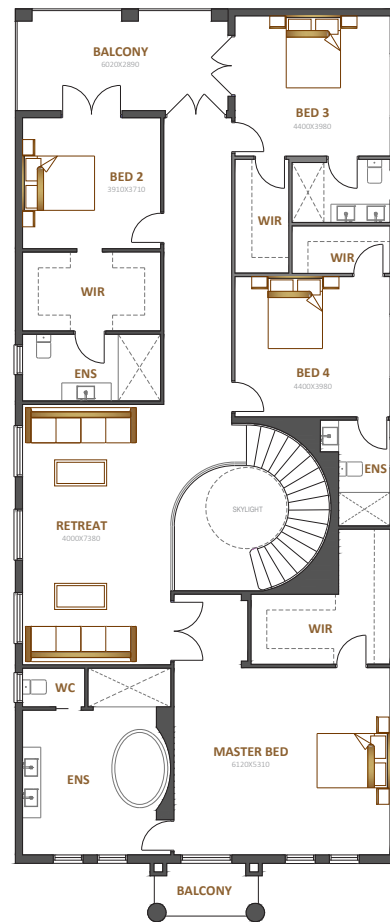 BALCONY
6020X2890
BED 3
4400X3980
BED 2
3910X3710
WIR
WIR
WIR
ENS
BED 4
4400X3980
ENS
SKYLIGHT
RETREAT
4000X7380
WIR
WC
ENS
MASTER BED
6120X5310
BALCONY